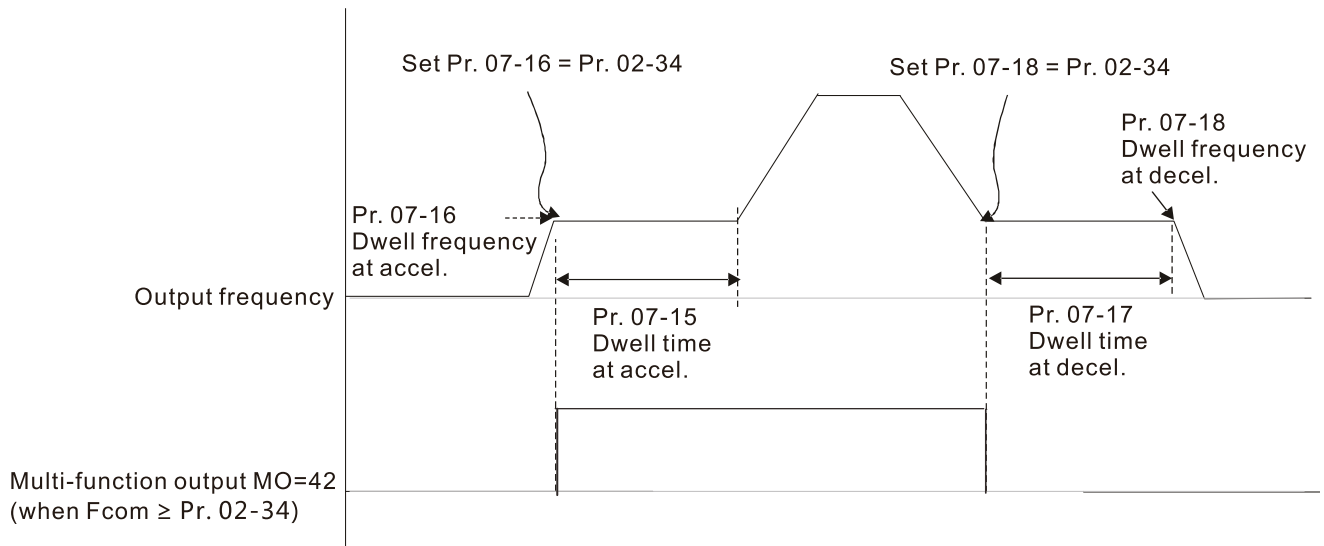 Set Pr. 07-16 = Pr. 02-34
Set Pr. 07-18 = Pr. 02-34
Pr. 07-18
Dwell frequency
at decel.
Pr. 07-16
Dwell frequency
at accel.
Output frequency
Pr. 07-15
Dwell time
at accel.
Pr. 07-17
Dwell time
at decel.
Multi-function output MO=42
(when Fcom ≥ Pr. 02-34)